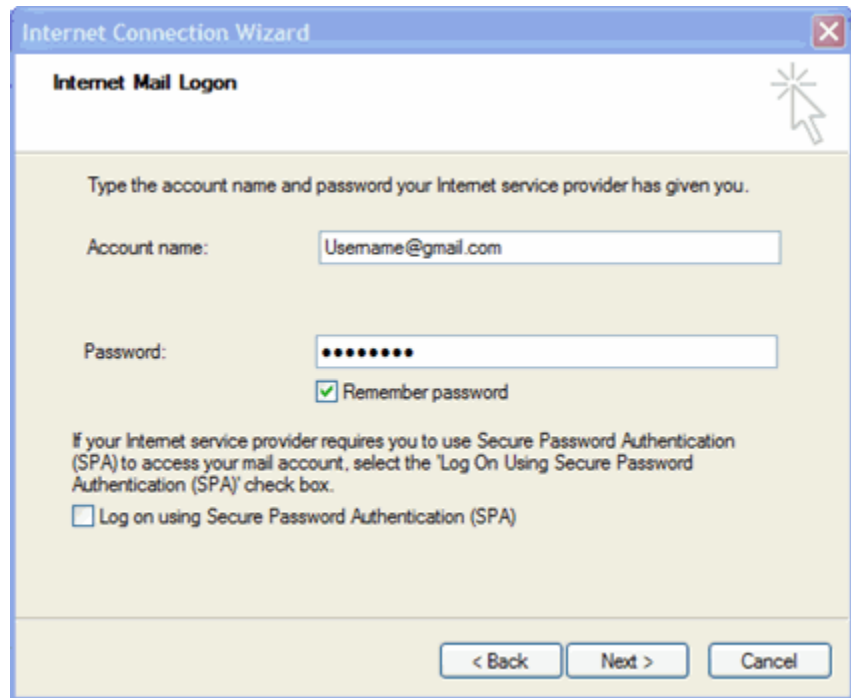 Internet Connection Wizard
Internet Mail Logon
Type the account name and password your Internet service provider has given you.
Account name: Username@gmail.com
Password: ●●●●●●●●
Remember password
If your Internet service provider requires you to use Secure Password Authentication
(SPA) to access your mail account, select the 'Log On Using Secure Password
Authentication (SPA)' check box.
Log on using Secure Password Authentication (SPA)
< Back Next > Cancel